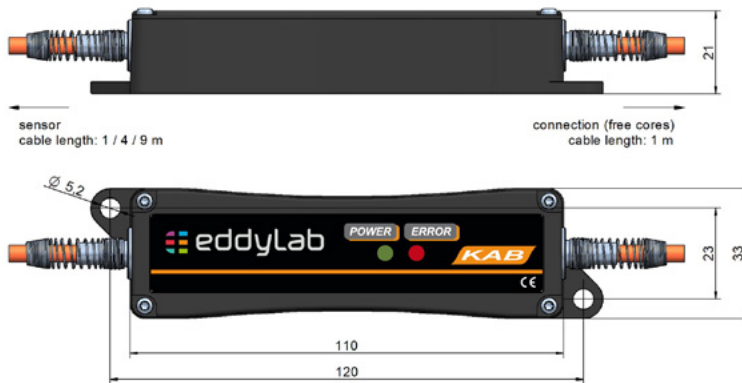 21
sensor
cable length: 1 / 4 / 9 m
connection (free cores)
cable length: 1 m
Ø 5,2
eddylab
POWER ERROR
KAB
CE
23
33
110
120